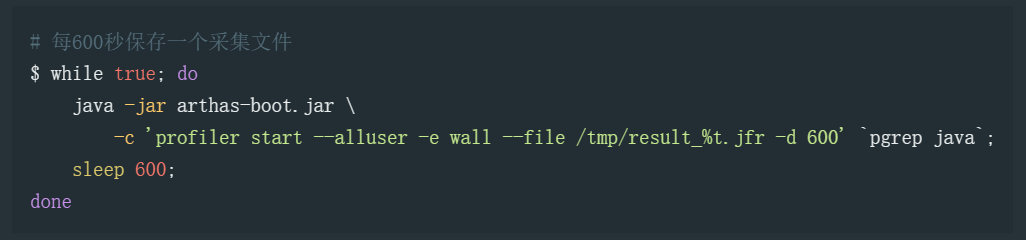 # 每600秒保存一个采集文件
$ while true; do
    java -jar arthas-boot.jar \
        -c 'profiler start --alluser -e wall --file /tmp/result_%t.jfr -d 600' `pgrep java`;
    sleep 600;
done